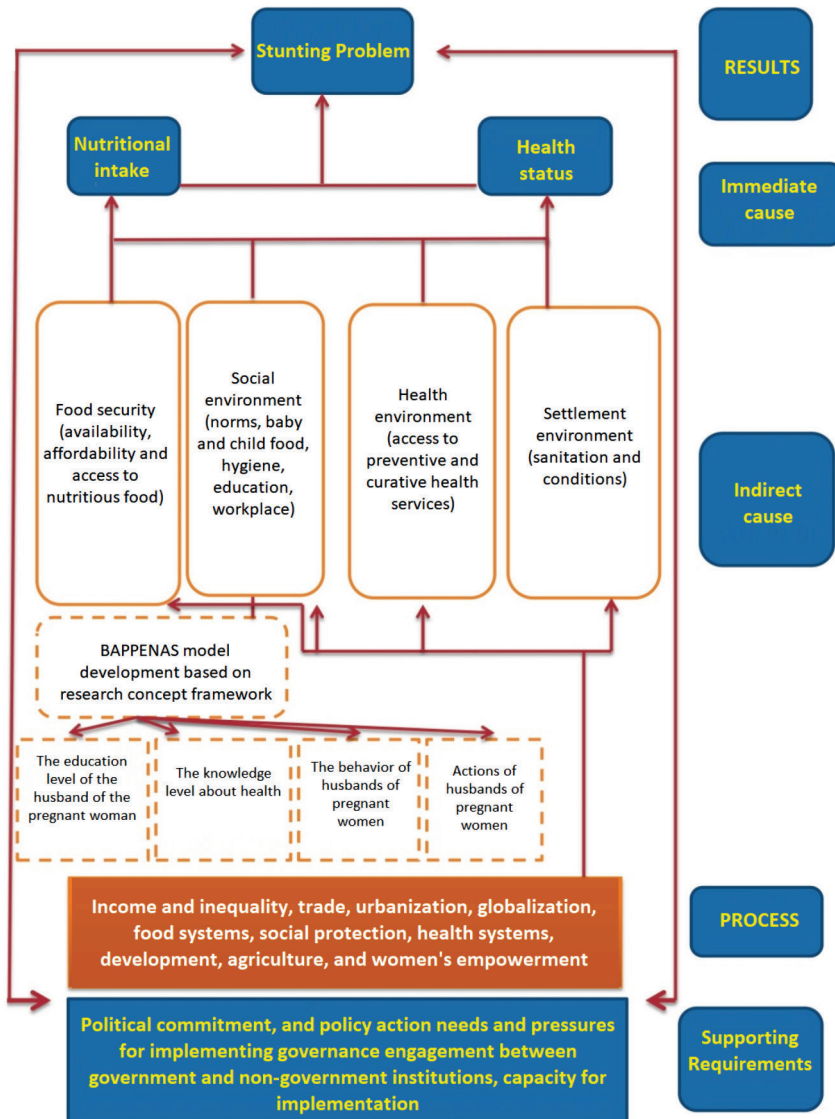 Stunting Problem
RESULTS
Nutritional
intake
Health
status
Immediate
cause
Food security
(availability,
affordability and
access to
nutritious food)
Social
environment
(norms, baby
and child food,
hygiene,
education,
workplace)
Health
environment
(access to
preventive and
curative health
services)
Settlement
environment
(sanitation and
conditions)
Indirect
cause
BAPPENAS model
development based on
research concept framework
The education
level of the
husband of the
pregnant woman
The knowledge
level about health
The behavior of
husbands of
pregnant
women
Actions of
husbands of
pregnant
women
Income and inequality, trade, urbanization, globalization,
food systems, social protection, health systems,
development, agriculture, and women's empowerment
PROCESS
Political commitment, and policy action needs and pressures
for implementing governance engagement between
government and non-government institutions, capacity for
implementation
Supporting
Requirements